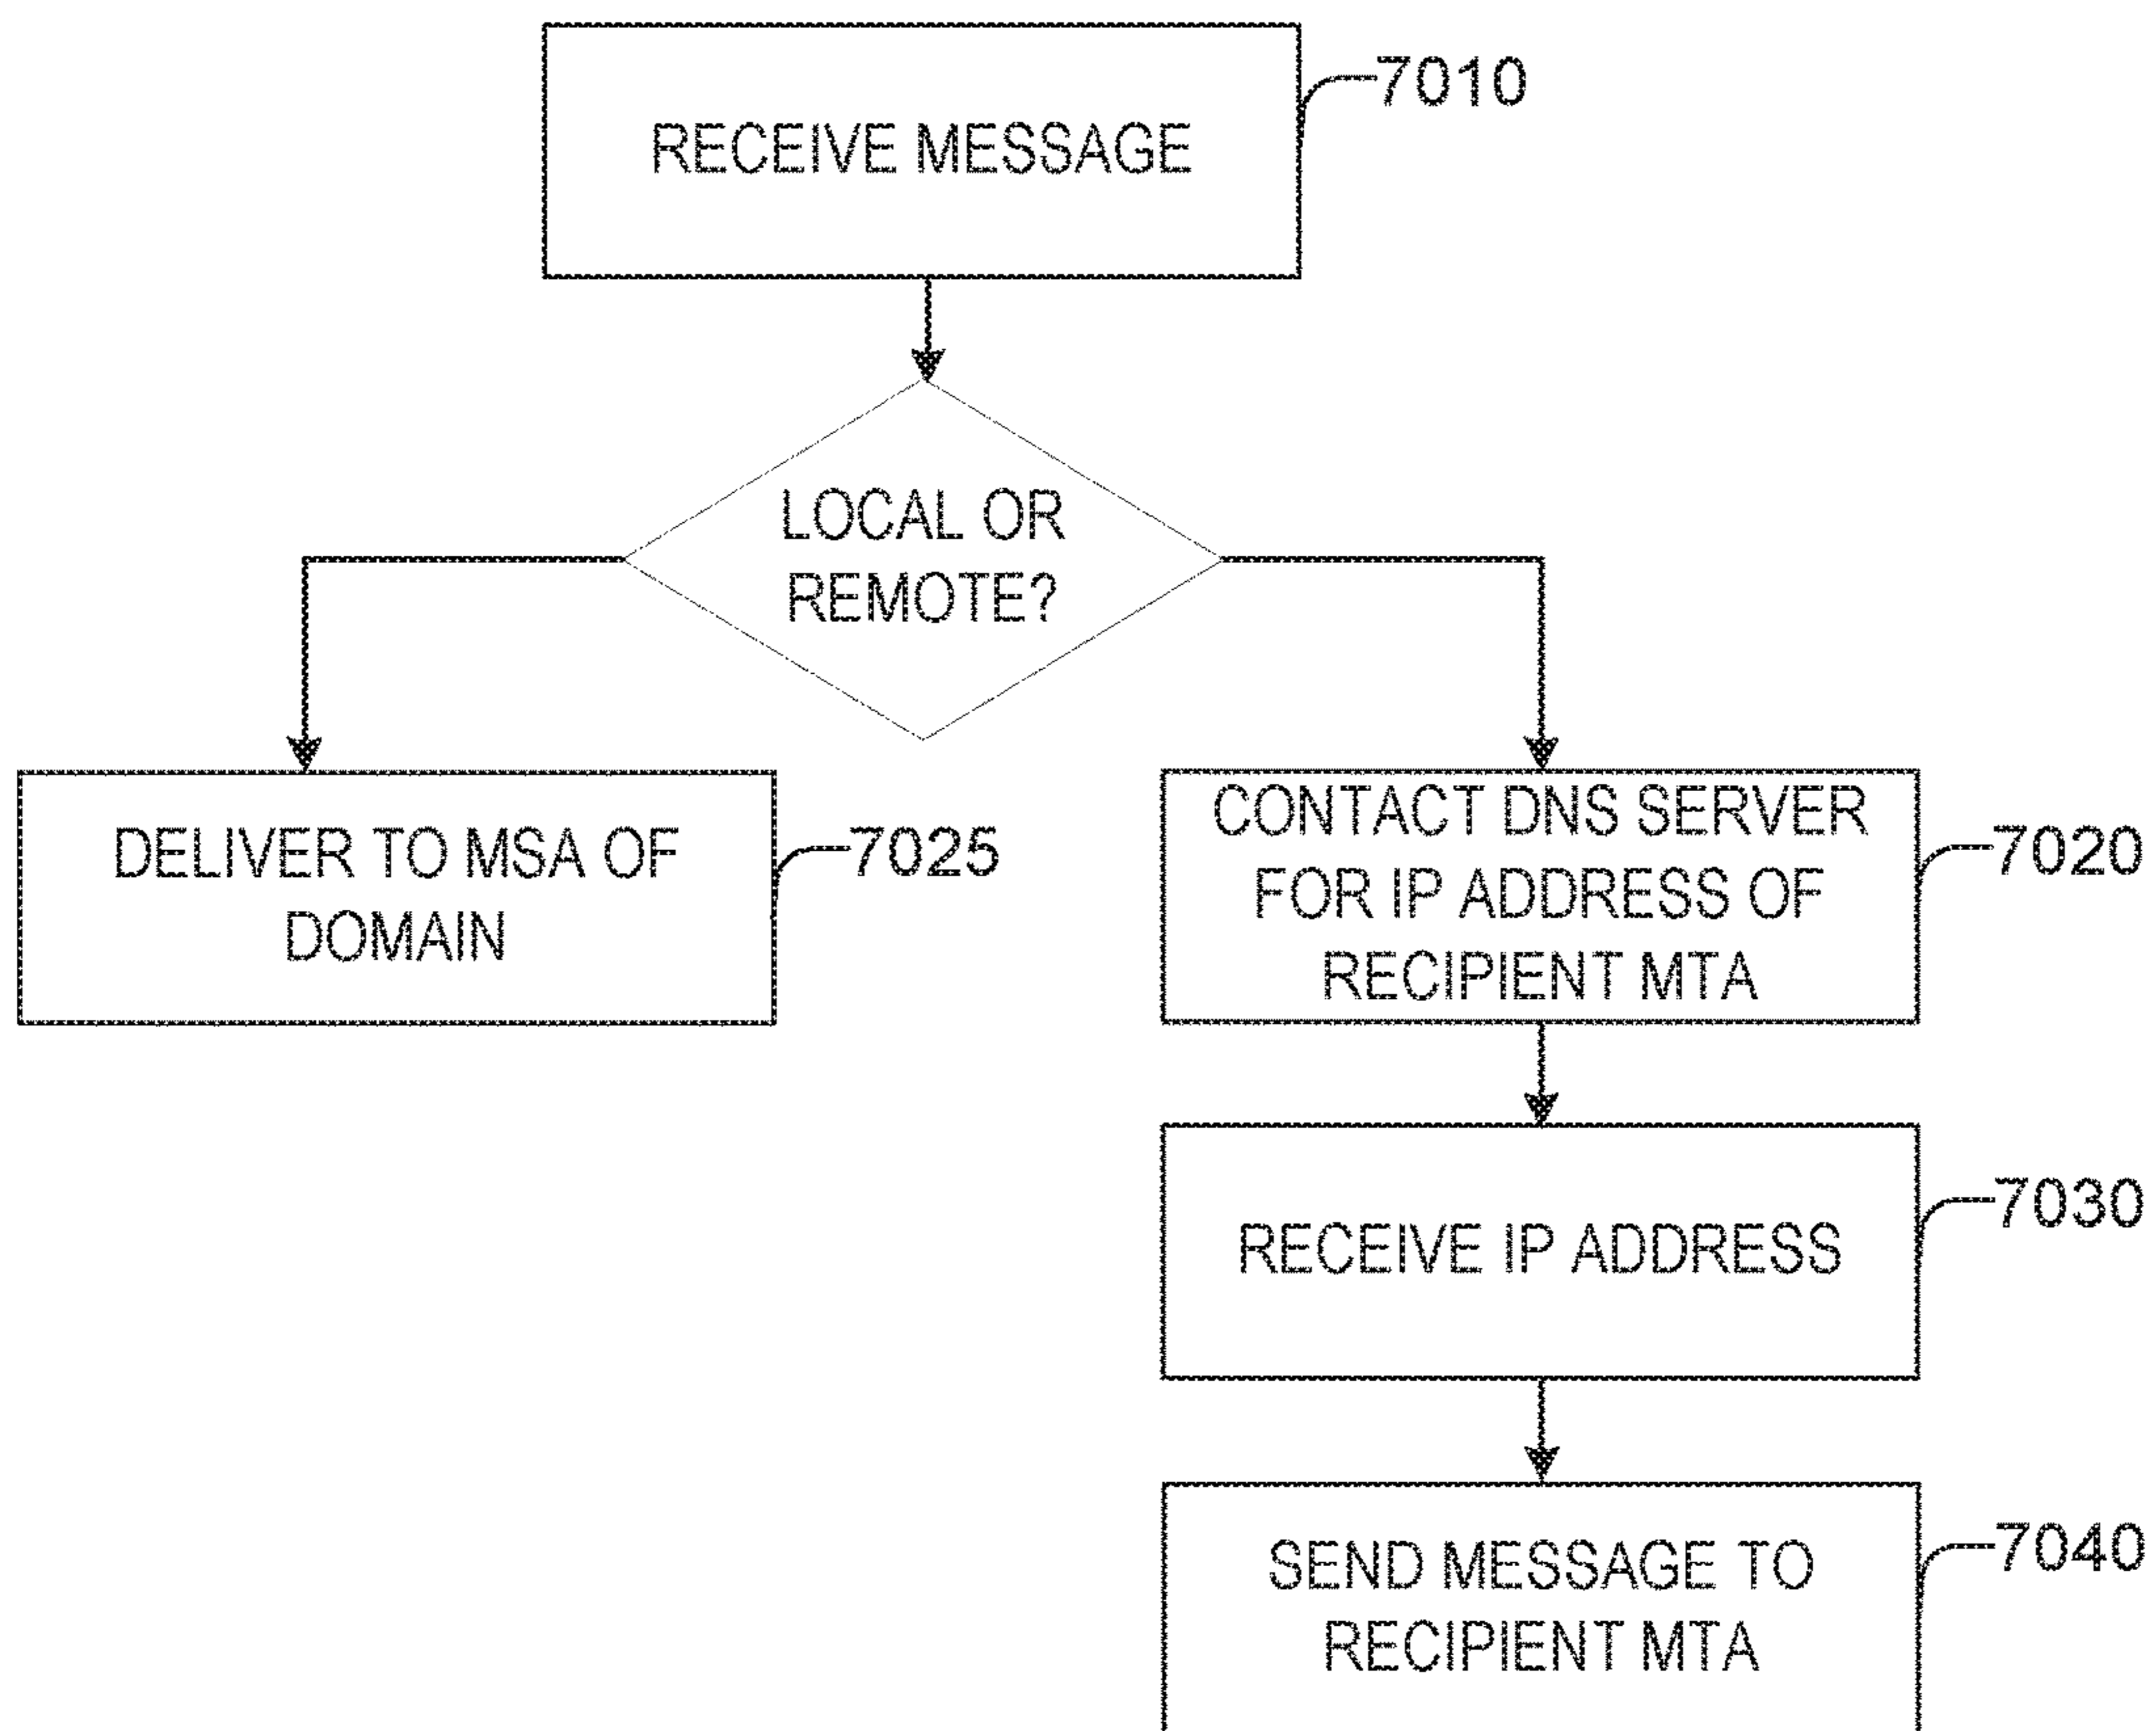 RECEIVE MESSAGE
7010
LOCAL OR
REMOTE?
DELIVER TO MSA OF
DOMAIN
7025
CONTACT DNS SERVER
FOR IP ADDRESS OF
RECIPIENT MTA
7020
RECEIVE IP ADDRESS
7030
SEND MESSAGE TO
RECIPIENT MTA
7040